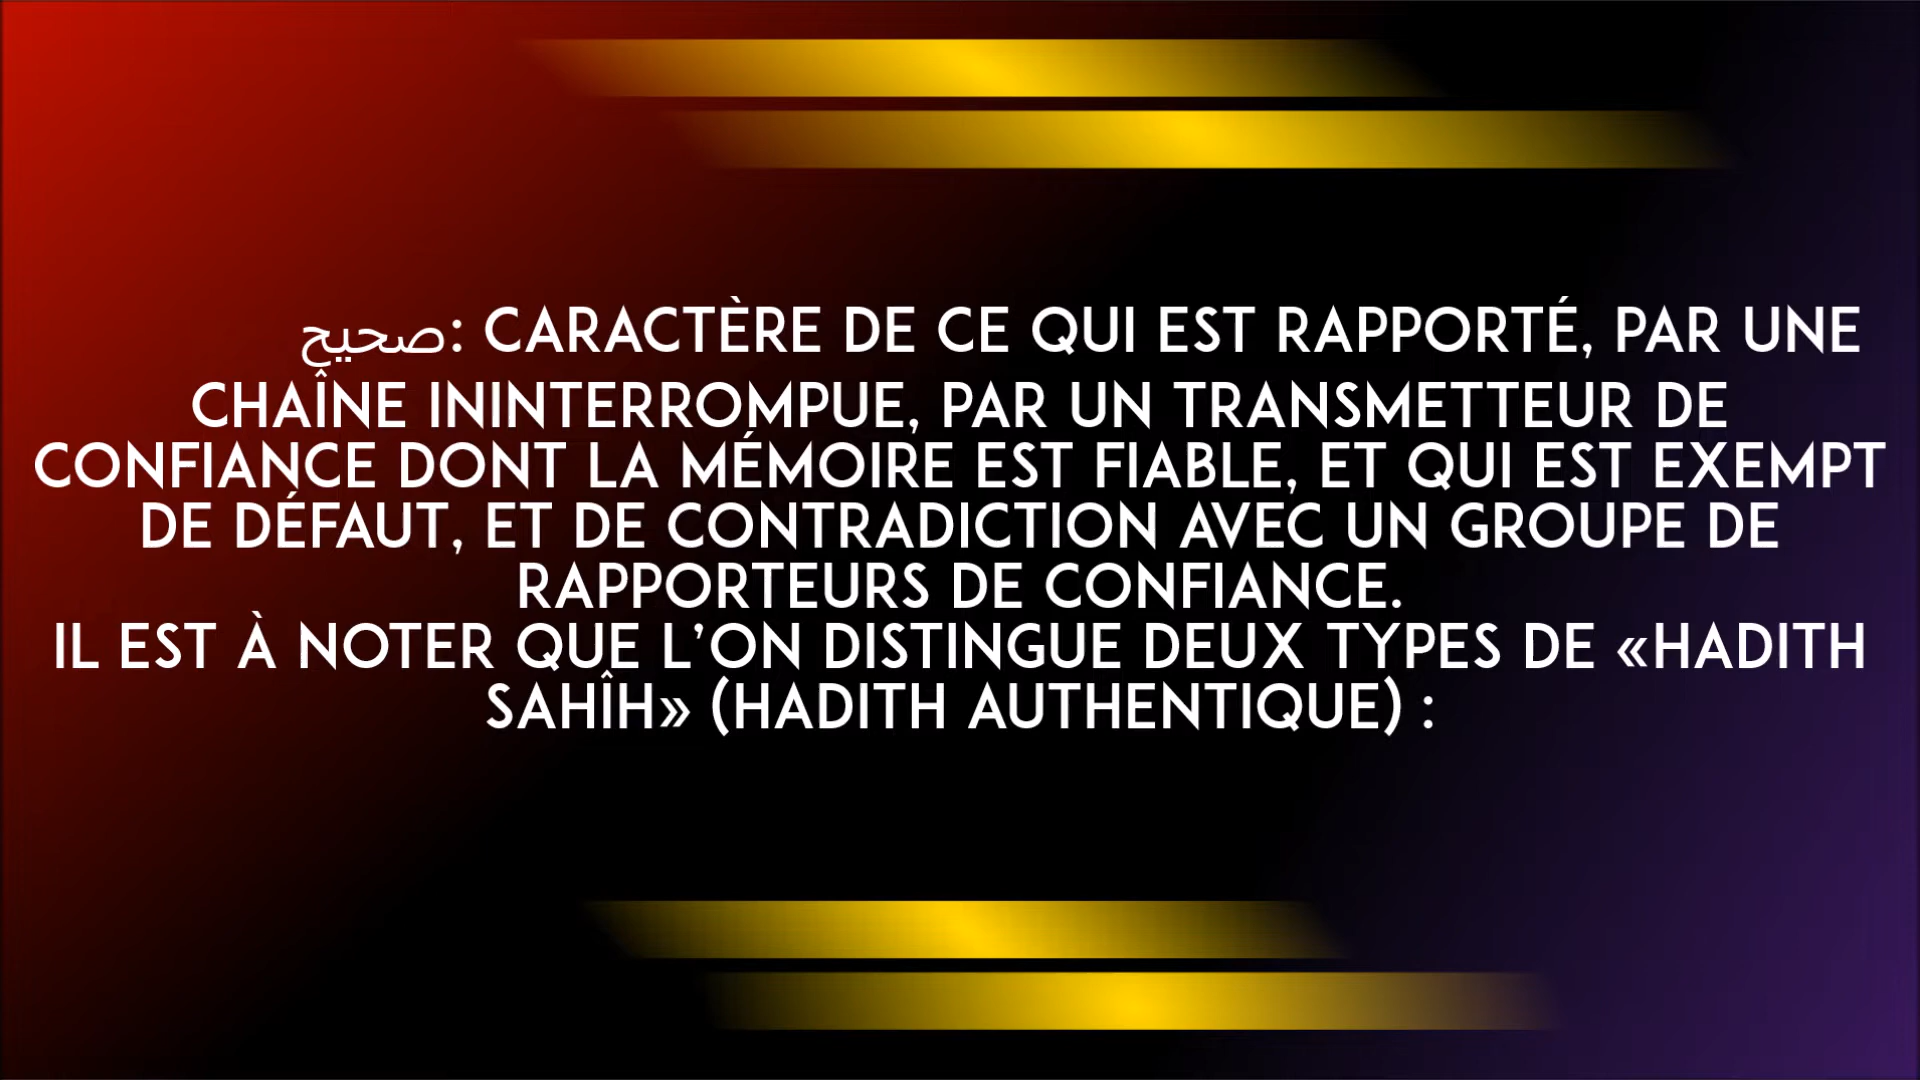 صحيح: CARACTÈRE DE CE QUI EST RAPPORTÉ, PAR UNE
CHAÎNE ININTERROMPUE, PAR UN TRANSMETTEUR DE
CONFIANCE DONT LA MÉMOIRE EST FIABLE, ET QUI EST EXEMPT
DE DÉFAUT, ET DE CONTRADICTION AVEC UN GROUPE DE
RAPPORTEURS DE CONFIANCE.
IL EST À NOTER QUE L’ON DISTINGUE DEUX TYPES DE «HADITH
SAHÎH» (HADITH AUTHENTIQUE) :